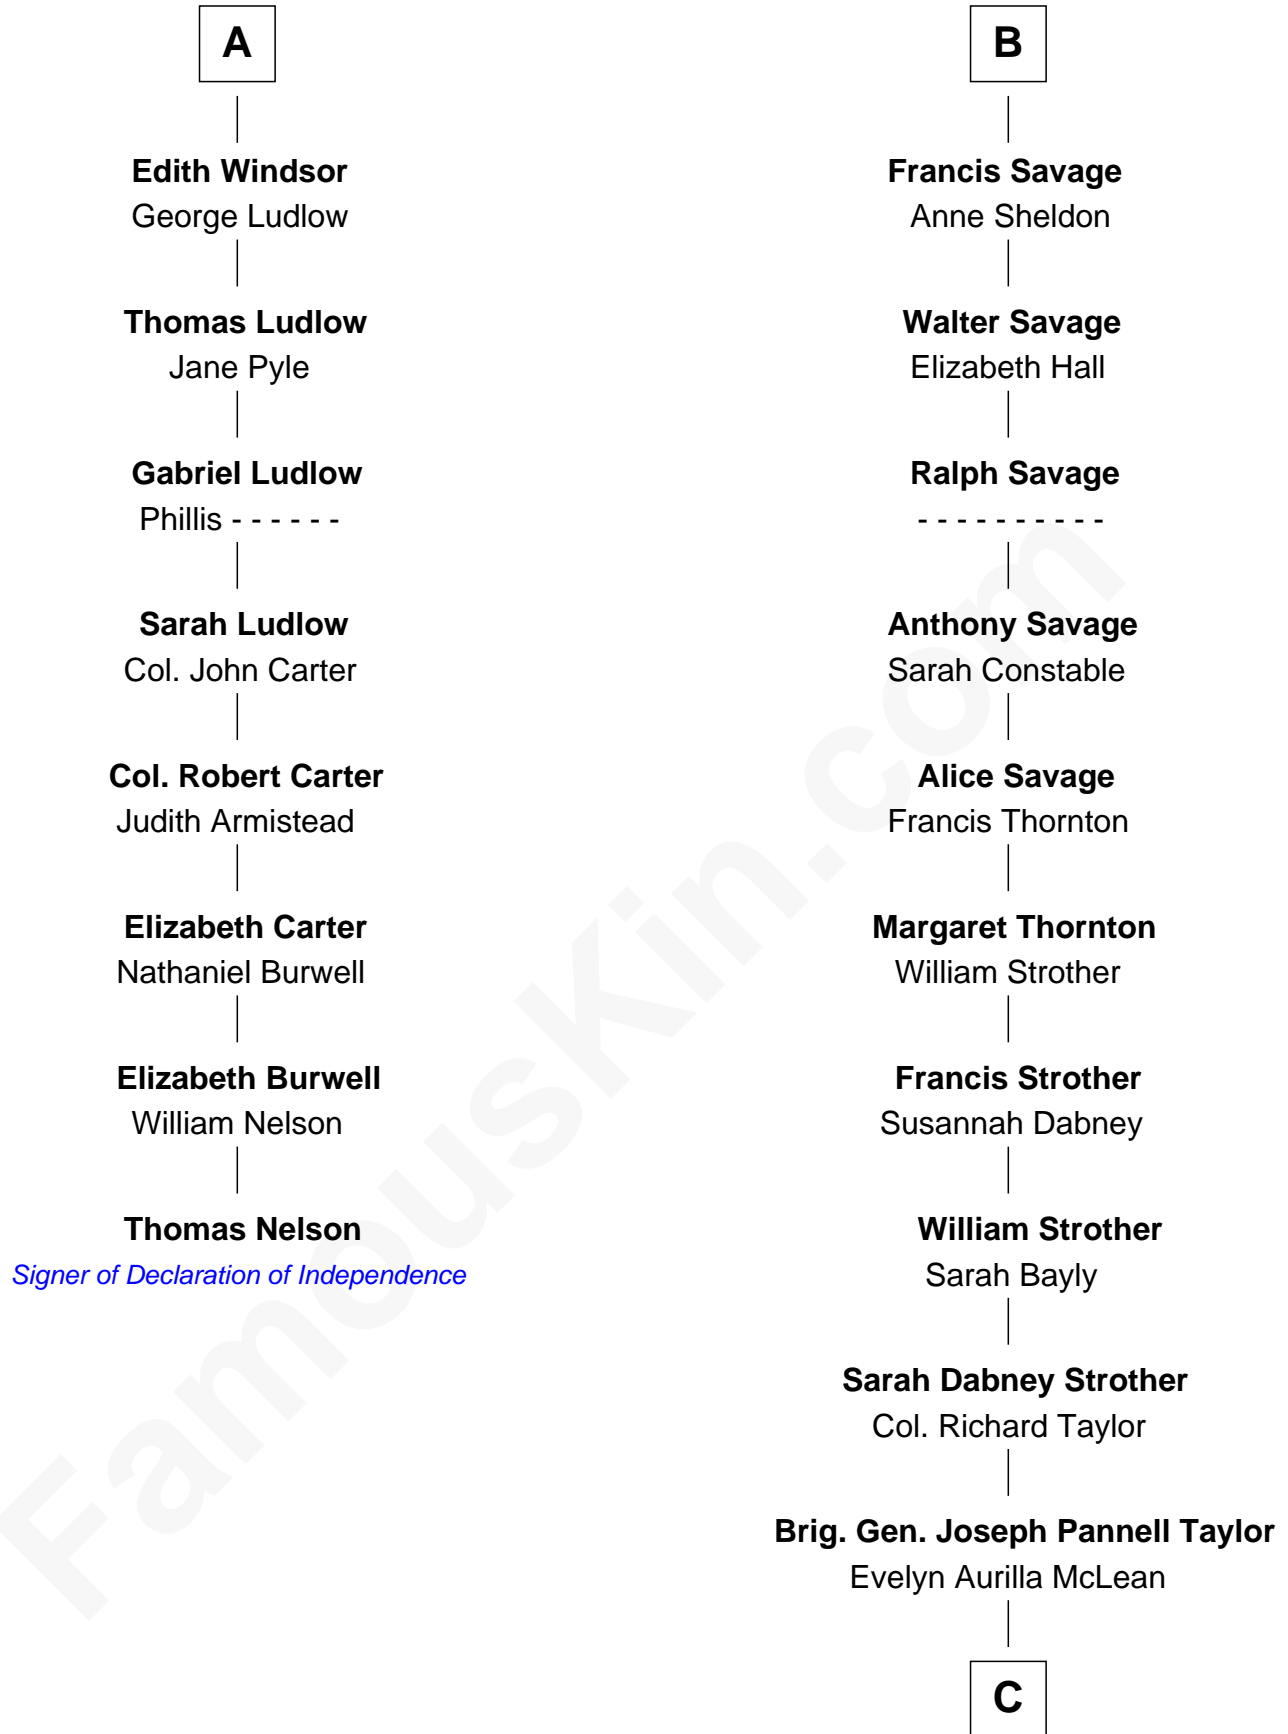 A
Edith Windsor
George Ludlow
Thomas Ludlow
Jane Pyle
Gabriel Ludlow
Phillis - - - - - -
Sarah Ludlow
Col. John Carter
Col. Robert Carter
Judith Armistead
Elizabeth Carter
Nathaniel Burwell
Elizabeth Burwell
William Nelson
Thomas Nelson
Signer of Declaration of Independence
B
Francis Savage
Anne Sheldon
Walter Savage
Elizabeth Hall
Ralph Savage
- - - - - - - - - -
Anthony Savage
Sarah Constable
Alice Savage
Francis Thornton
Margaret Thornton
William Strother
Francis Strother
Susannah Dabney
William Strother
Sarah Bayly
Sarah Dabney Strother
Col. Richard Taylor
Brig. Gen. Joseph Pannell Taylor
Evelyn Aurilla McLean
C
FamousKin.com